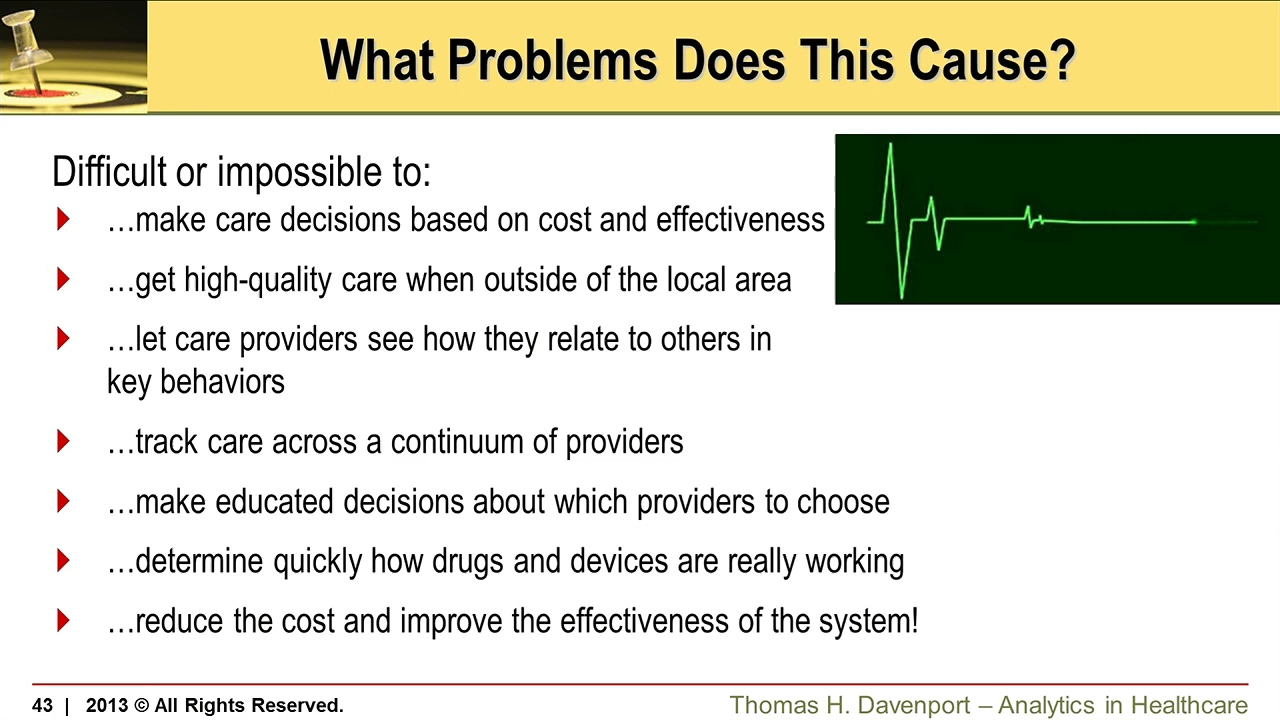 What Problems Does This Cause?
Difficult or impossible to:
…make care decisions based on cost and effectiveness
…get high-quality care when outside of the local area
…let care providers see how they relate to others in
key behaviors
…track care across a continuum of providers
…make educated decisions about which providers to choose
…determine quickly how drugs and devices are really working
…reduce the cost and improve the effectiveness of the system!
43 | 2013 © All Rights Reserved.
Thomas H. Davenport – Analytics in Healthcare